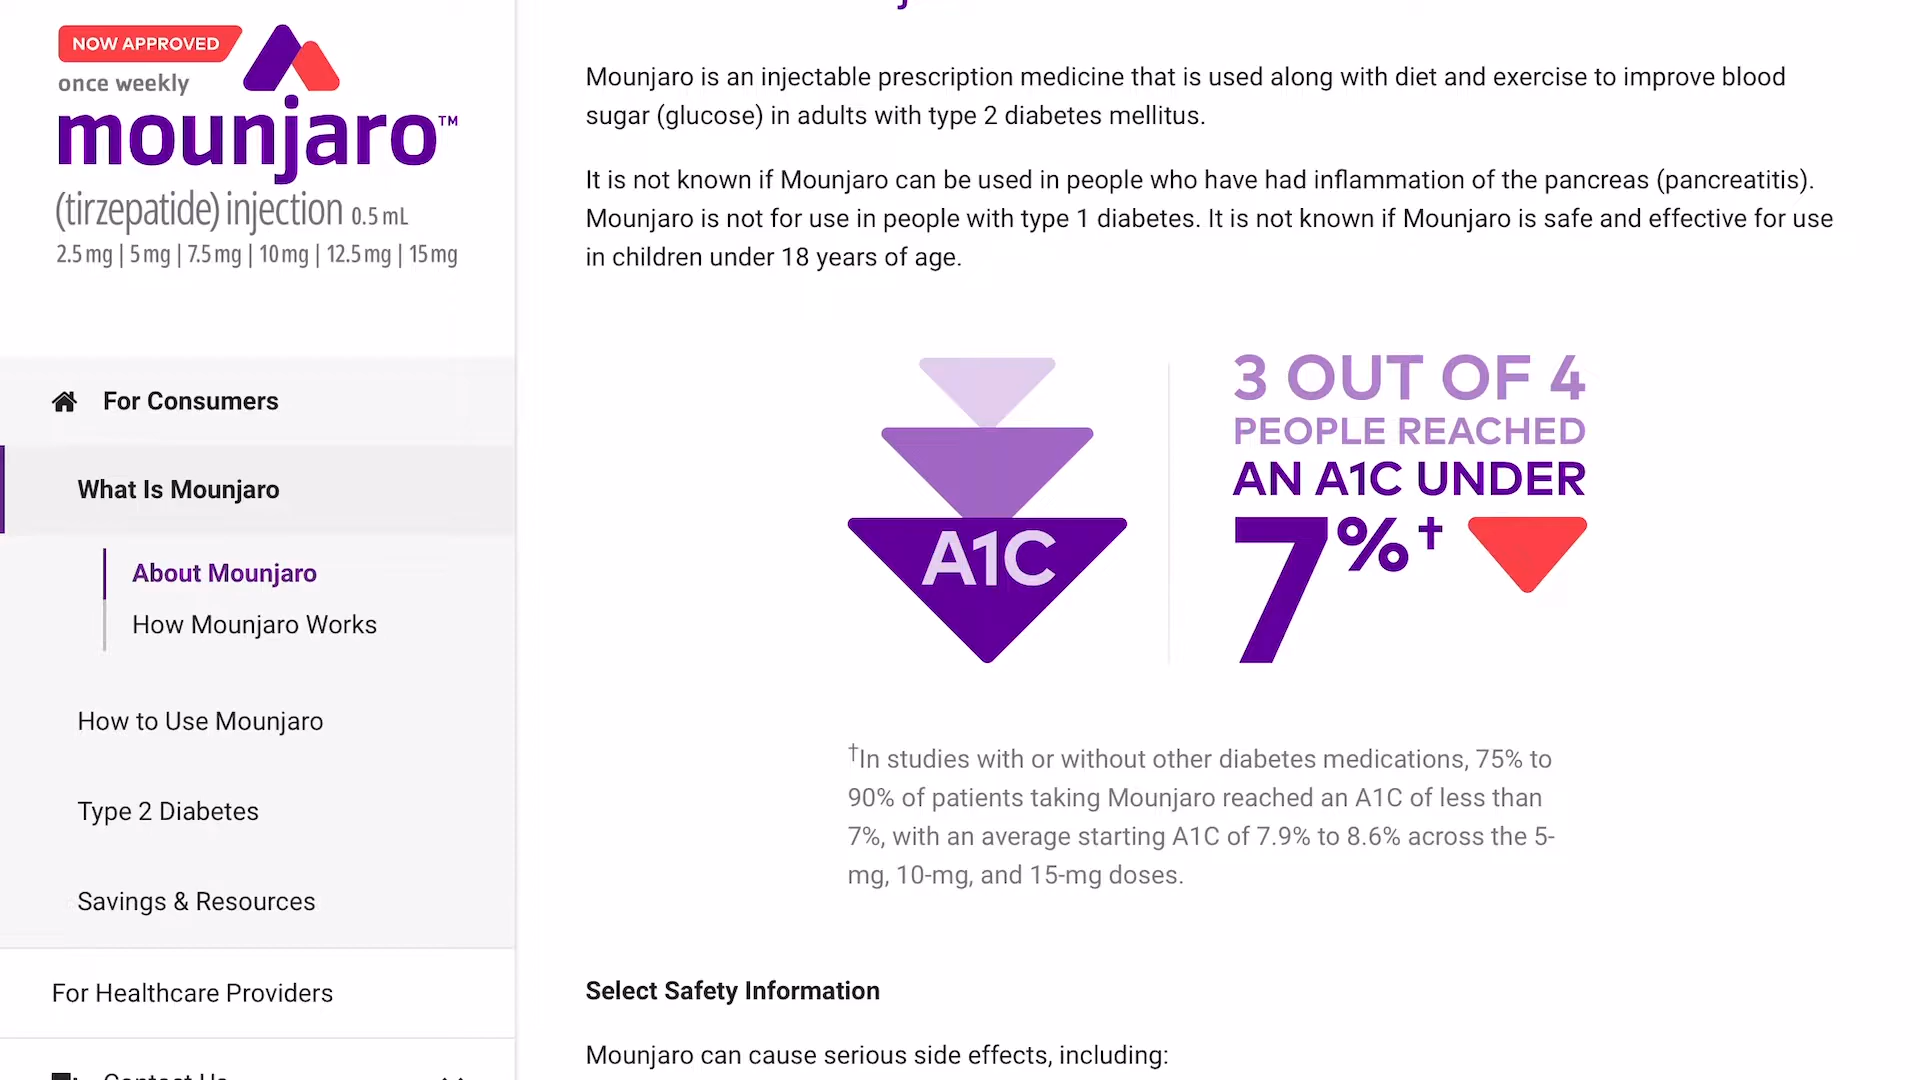 NOW APPROVED
once weekly
mounjaro™
(tirzepatide) injection 0.5 mL
2.5 mg | 5 mg | 7.5 mg | 10 mg | 12.5 mg | 15 mg
For Consumers
What Is Mounjaro
About Mounjaro
How Mounjaro Works
How to Use Mounjaro
Type 2 Diabetes
Savings & Resources
For Healthcare Providers
Contact Us
Mounjaro is an injectable prescription medicine that is used along with diet and exercise to improve blood
sugar (glucose) in adults with type 2 diabetes mellitus.
It is not known if Mounjaro can be used in people who have had inflammation of the pancreas (pancreatitis).
Mounjaro is not for use in people with type 1 diabetes. It is not known if Mounjaro is safe and effective for use
in children under 18 years of age.
A1C
3 OUT OF 4
PEOPLE REACHED
AN A1C UNDER
7%†
†In studies with or without other diabetes medications, 75% to
90% of patients taking Mounjaro reached an A1C of less than
7%, with an average starting A1C of 7.9% to 8.6% across the 5-
mg, 10-mg, and 15-mg doses.
Select Safety Information
Mounjaro can cause serious side effects, including: